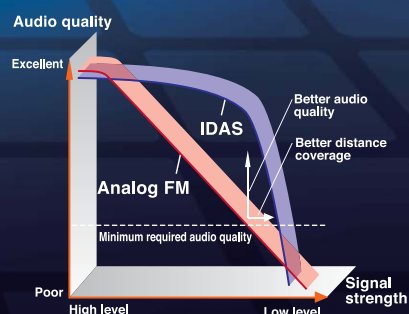 Audio quality
Excellent
Better audio
quality
IDAS
Better distance
coverage
Analog FM
Minimum required audio quality
Poor
Signal
strength
High level
Low level